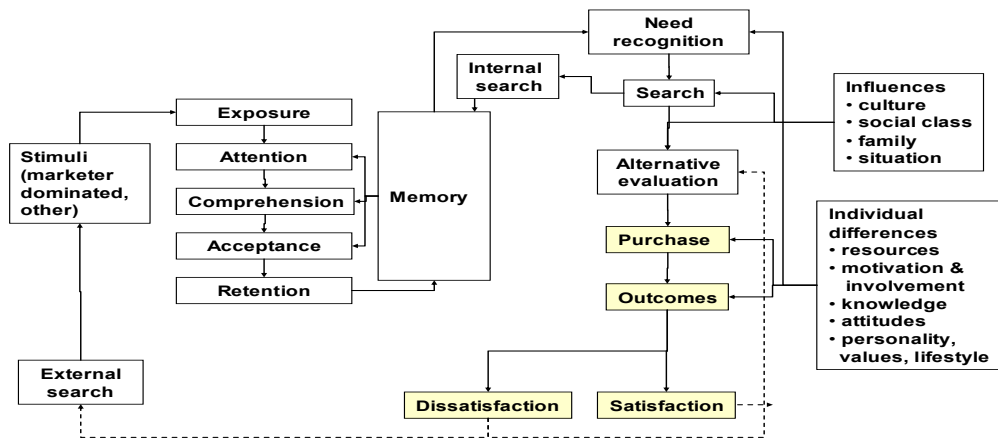 Need
recognition
Internal
search
Search
Influences
• culture
• social class
• family
• situation
Exposure
Stimuli
(marketer
dominated,
other)
Attention
Comprehension
Acceptance
Retention
Memory
Alternative
evaluation
Purchase
Outcomes
Individual
differences
• resources
• motivation &
involvement
• knowledge
• attitudes
• personality,
values, lifestyle
External
search
Dissatisfaction
Satisfaction